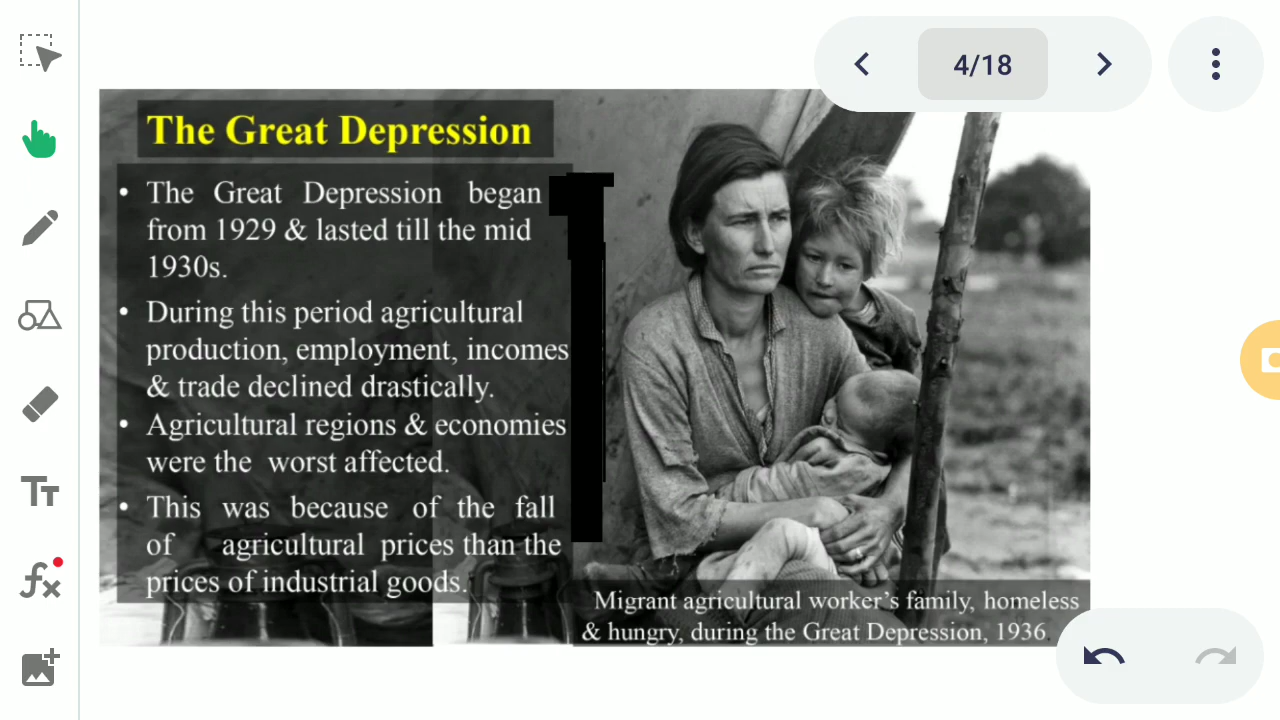 4/18
The Great Depression
• The Great Depression began
from 1929 & lasted till the mid
1930s.
• During this period agricultural
production, employment, incomes
& trade declined drastically.
• Agricultural regions & economies
were the worst affected.
• This was because of the fall
of agricultural prices than the
prices of industrial goods.
Migrant agricultural worker's family, homeless
& hungry, during the Great Depression, 1936.
TT
fx